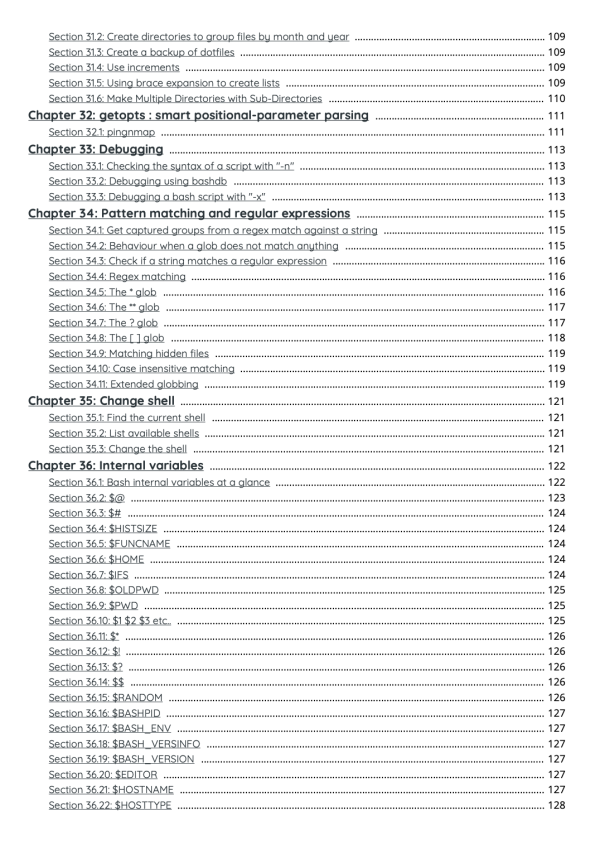 Section 31.2: Create directories to group files by month and year ........ 109
Section 31.3: Create a backup of dotfiles ........ 109
Section 31.4: Use increments ........ 109
Section 31.5: Using brace expansion to create lists ........ 109
Section 31.6: Make Multiple Directories with Sub-Directories ........ 110
Chapter 32: getopts : smart positional-parameter parsing ........ 111
Section 32.1: pingnmap ........ 111
Chapter 33: Debugging ........ 113
Section 33.1: Checking the syntax of a script with "-n" ........ 113
Section 33.2: Debugging using bashdb ........ 113
Section 33.3: Debugging a bash script with "-x" ........ 113
Chapter 34: Pattern matching and regular expressions ........ 115
Section 34.1: Get captured groups from a regex match against a string ........ 115
Section 34.2: Behaviour when a glob does not match anything ........ 115
Section 34.3: Check if a string matches a regular expression ........ 116
Section 34.4: Regex matching ........ 116
Section 34.5: The * glob ........ 116
Section 34.6: The ** glob ........ 117
Section 34.7: The ? glob ........ 117
Section 34.8: The [ ] glob ........ 118
Section 34.9: Matching hidden files ........ 119
Section 34.10: Case insensitive matching ........ 119
Section 34.11: Extended globbing ........ 119
Chapter 35: Change shell ........ 121
Section 35.1: Find the current shell ........ 121
Section 35.2: List available shells ........ 121
Section 35.3: Change the shell ........ 121
Chapter 36: Internal variables ........ 122
Section 36.1: Bash internal variables at a glance ........ 122
Section 36.2: $@ ........ 123
Section 36.3: $# ........ 124
Section 36.4: $HISTSIZE ........ 124
Section 36.5: $FUNCNAME ........ 124
Section 36.6: $HOME ........ 124
Section 36.7: $IFS ........ 124
Section 36.8: $OLDPWD ........ 125
Section 36.9: $PWD ........ 125
Section 36.10: $1 $2 $3 etc.. ........ 125
Section 36.11: $* ........ 126
Section 36.12: $! ........ 126
Section 36.13: $? ........ 126
Section 36.14: $$ ........ 126
Section 36.15: $RANDOM ........ 126
Section 36.16: $BASHPID ........ 127
Section 36.17: $BASH_ENV ........ 127
Section 36.18: $BASH_VERSINFO ........ 127
Section 36.19: $BASH_VERSION ........ 127
Section 36.20: $EDITOR ........ 127
Section 36.21: $HOSTNAME ........ 127
Section 36.22: $HOSTTYPE ........ 128